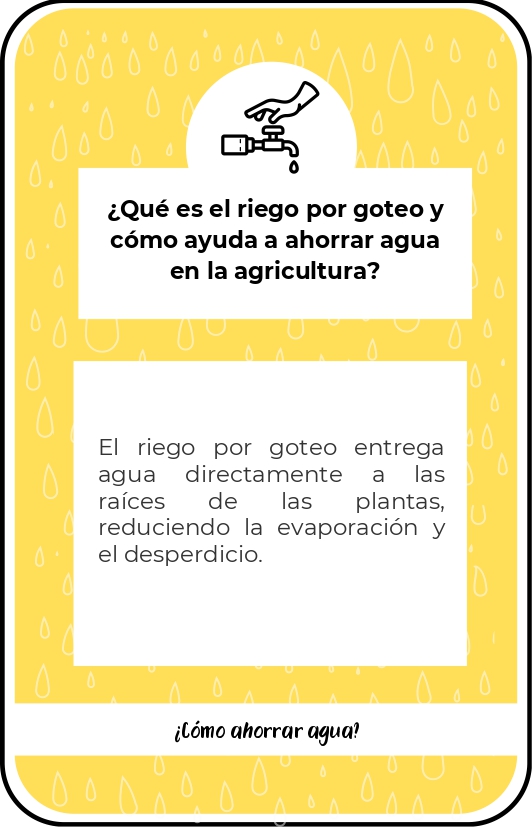 ¿Qué es el riego por goteo y
cómo ayuda a ahorrar agua
en la agricultura?
El riego por goteo entrega
agua directamente a las
raíces de las plantas,
reduciendo la evaporación y
el desperdicio.
¿Cómo ahorrar agua?